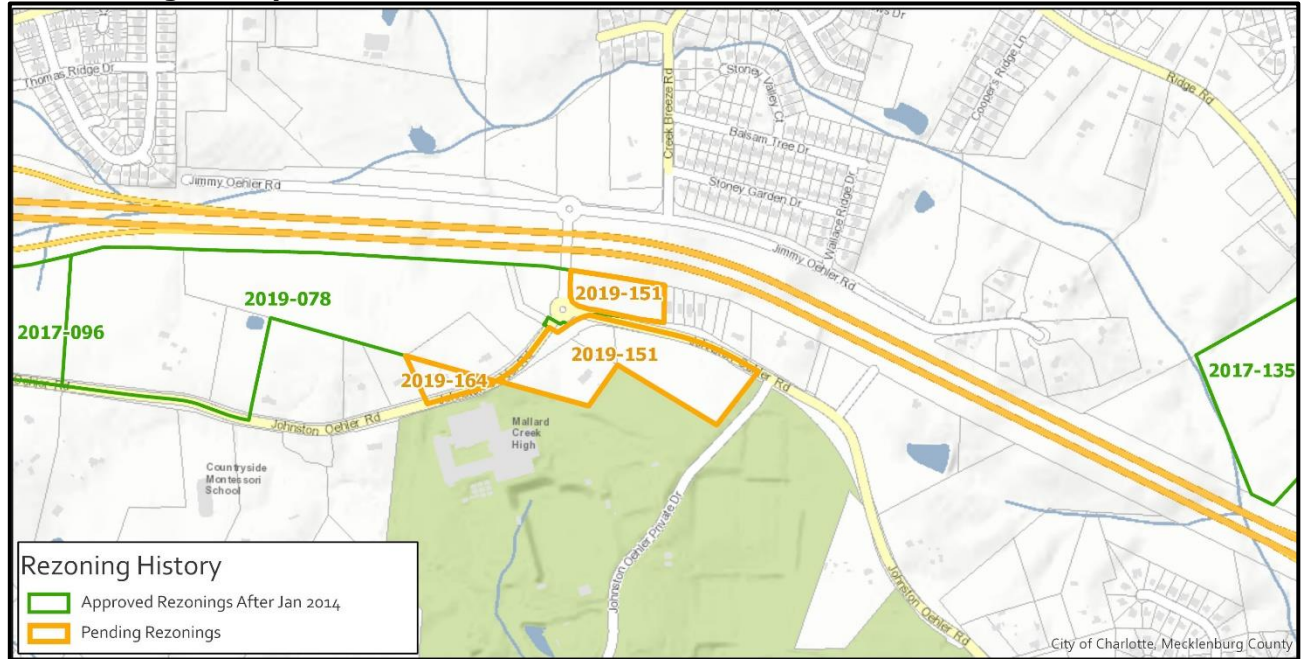 Thomas Ridge Dr
Creek Breeze Rd
Stoney Valley Ct
Balsam Tree Dr
Cooper's Ridge Ln
Ridge Rd
Jimmy Oehler Rd
Stoney Garden Dr
Wallace Ridge Dr
Jimmy Oehler Rd
2019-151
2019-078
2017-096
2019-151
2017-135
2019-164
Johnston Oehler Rd
Mallard
Creek
High
Countryside
Montessori
School
Johnston Oehler Private Dr
Johnston Oehler Rd
Rezoning History
Approved Rezonings After Jan 2014
Pending Rezonings
City of Charlotte, Mecklenburg County